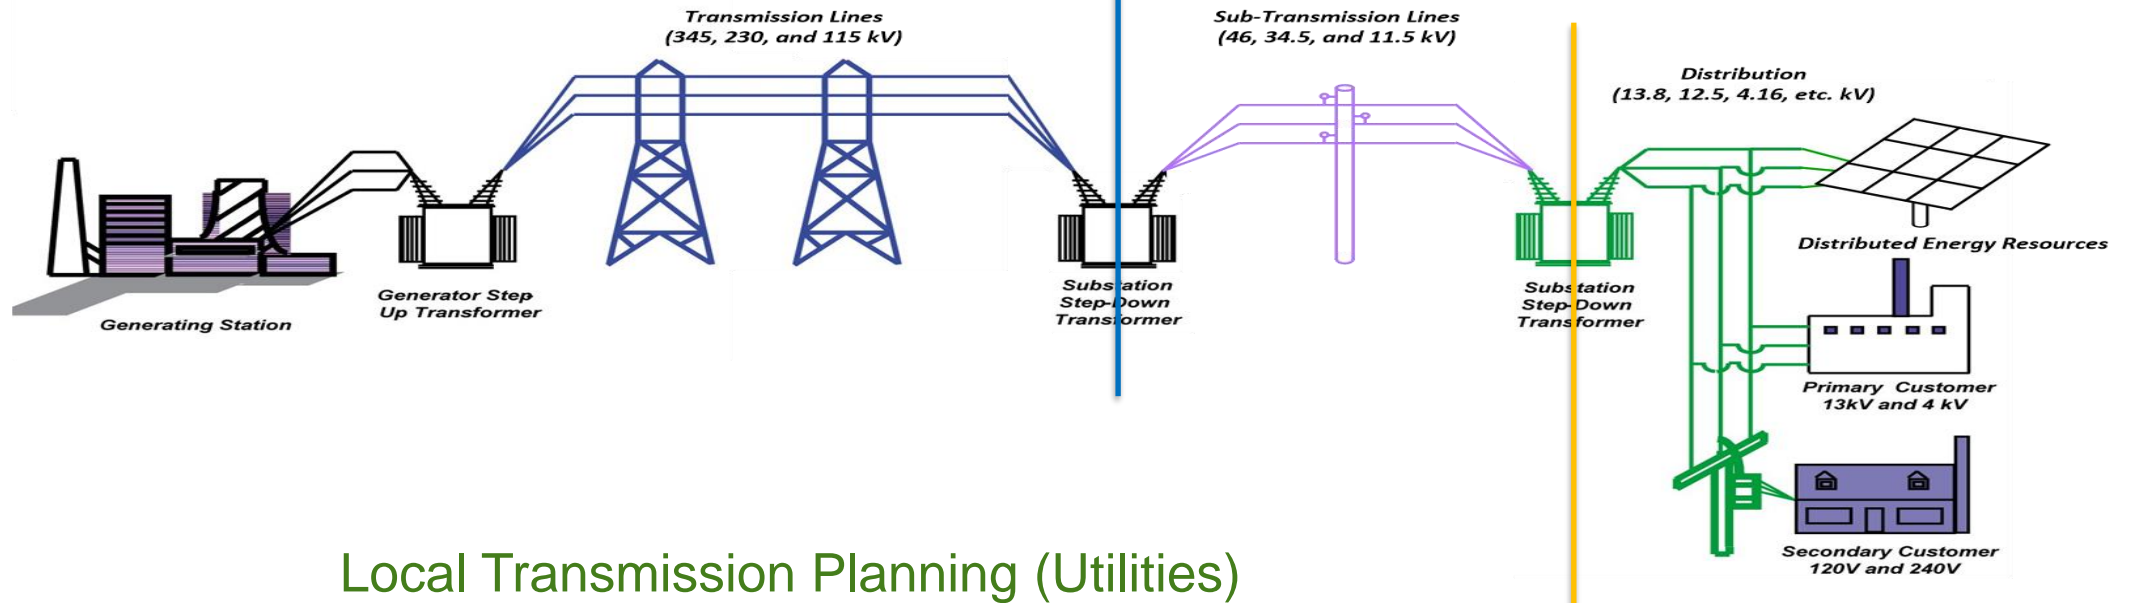 Transmission Lines
(345, 230, and 115 kV)
Sub-Transmission Lines
(46, 34.5, and 11.5 kV)
Distribution
(13.8, 12.5, 4.16, etc. kV)
Distributed Energy Resources
Generating Station
Generator Step
Up Transformer
Substation
Step-Down
Transformer
Substation
Step-Down
Transformer
Primary Customer
13kV and 4 kV
Secondary Customer
120V and 240V
Local Transmission Planning (Utilities)